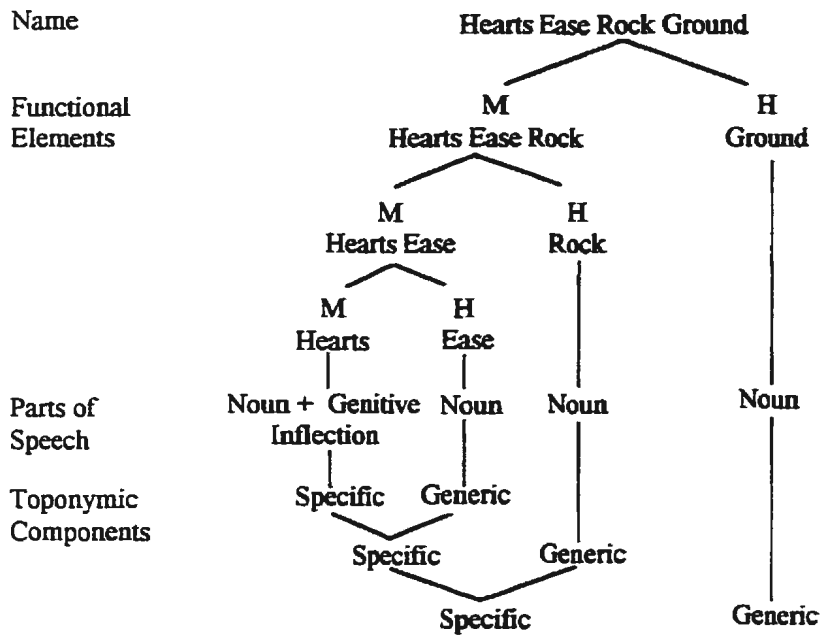 Name Hearts Ease Rock Ground
Functional Elements
M H
Hearts Ease Rock Ground
M H
Hearts Ease Rock
M H
Hearts Ease
Parts of Speech
Noun + Genitive Inflection Noun Noun Noun
Toponymic Components
Specific Generic
Specific Generic
Specific Generic